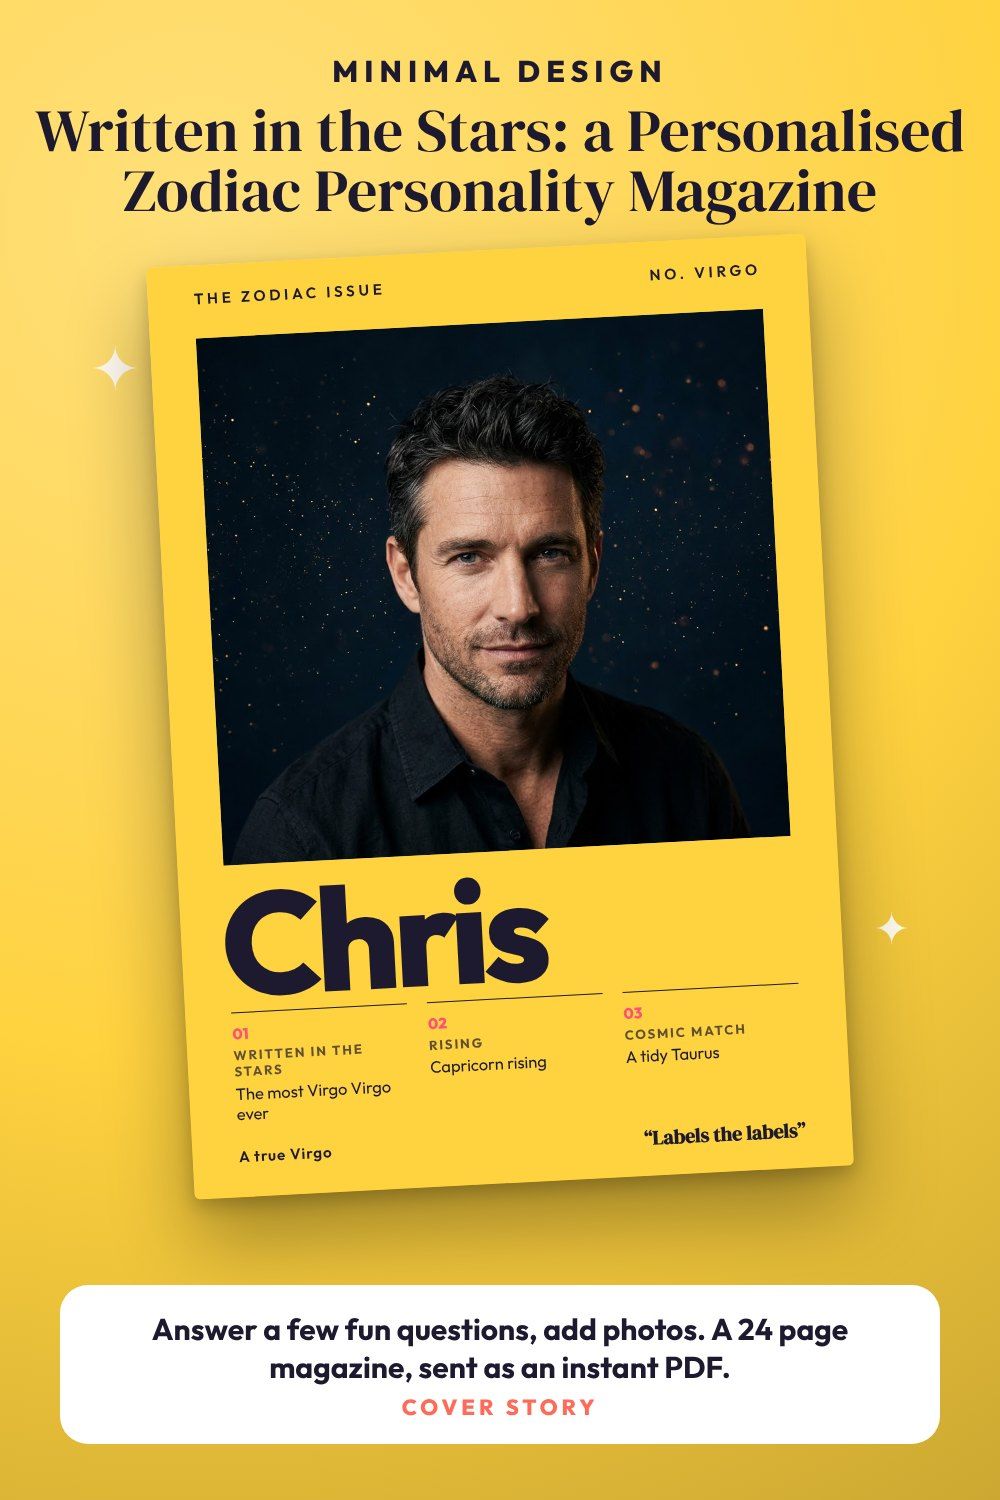 MINIMAL DESIGN
Written in the Stars: a Personalised
Zodiac Personality Magazine
THE ZODIAC ISSUE
NO. VIRGO
Chris
01
WRITTEN IN THE
STARS
The most Virgo Virgo
ever
02
RISING
Capricorn rising
03
COSMIC MATCH
A tidy Taurus
A true Virgo
“Labels the labels”
Answer a few fun questions, add photos. A 24 page
magazine, sent as an instant PDF.
COVER STORY